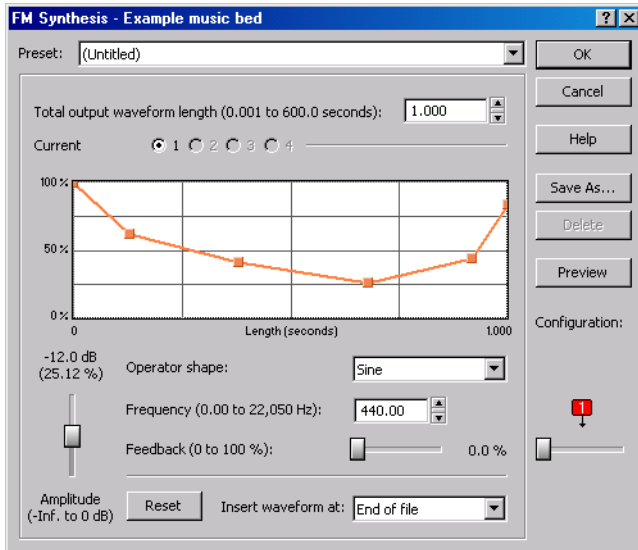 FM Synthesis - Example music bed
Preset: (Untitled)
OK
Cancel
Help
Save As...
Delete
Preview
Configuration:
1
Total output waveform length (0.001 to 600.0 seconds): 1.000
Current 1 2 3 4
100 %
50 %
0 %
0 Length (seconds) 1.000
-12.0 dB
(25.12 %)
Operator shape: Sine
Frequency (0.00 to 22,050 Hz): 440.00
Feedback (0 to 100 %): 0.0 %
Amplitude
(-Inf. to 0 dB)
Reset
Insert waveform at: End of file